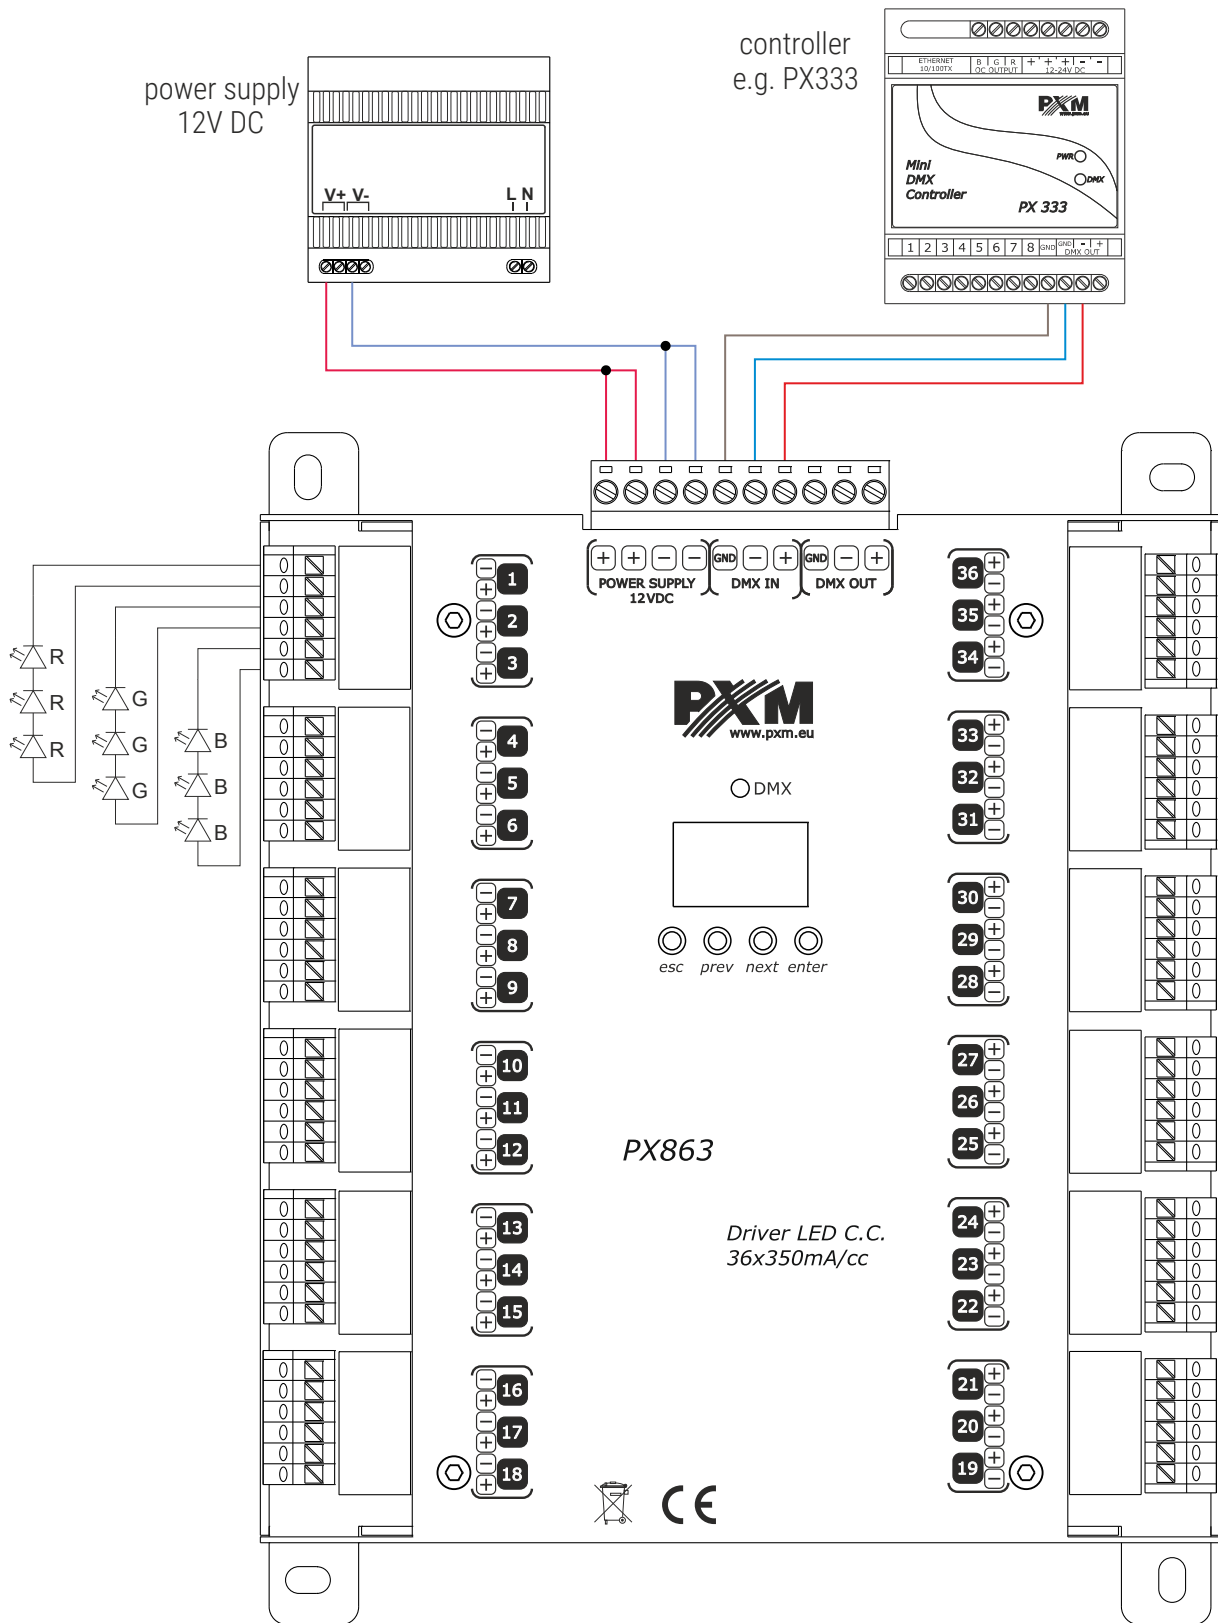 controller
e.g. PX333
power supply
12V DC
V+ V- L N
ETHERNET
10/100TX
B G R
OC OUTPUT
+ + + - -
12-24V DC
PXM
www.pxm.eu
PWR
DMX
Mini
DMX
Controller
PX 333
1 2 3 4 5 6 7 8 GND GND - +
DMX OUT
+ + − − GND − + GND − +
POWER SUPPLY
12VDC
DMX IN
DMX OUT
− 1
+
− 2
+
− 3
+
− 4
+
− 5
+
− 6
+
− 7
+
− 8
+
− 9
+
− 10
+
− 11
+
− 12
+
− 13
+
− 14
+
− 15
+
− 16
+
− 17
+
− 18
+
36 +
−
35 +
−
34 +
−
33 +
−
32 +
−
31 +
−
30 +
−
29 +
−
28 +
−
27 +
−
26 +
−
25 +
−
24 +
−
23 +
−
22 +
−
21 +
−
20 +
−
19 +
−
R
R
R
G
G
G
B
B
B
PXM
www.pxm.eu
DMX
esc prev next enter
PX863
Driver LED C.C.
36x350mA/cc
CE